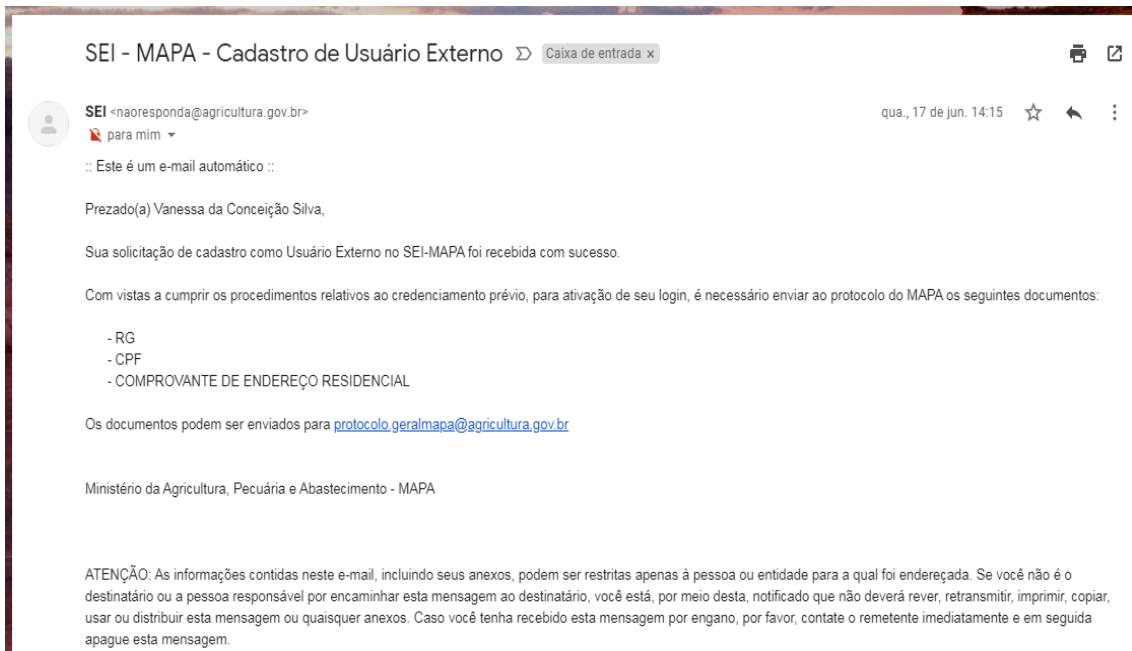 SEI - MAPA - Cadastro de Usuário Externo Caixa de entrada x
SEI <naoresponda@agricultura.gov.br> qua., 17 de jun. 14:15
para mim
:: Este é um e-mail automático ::
Prezado(a) Vanessa da Conceição Silva,
Sua solicitação de cadastro como Usuário Externo no SEI-MAPA foi recebida com sucesso.
Com vistas a cumprir os procedimentos relativos ao credenciamento prévio, para ativação de seu login, é necessário enviar ao protocolo do MAPA os seguintes documentos:
- RG
- CPF
- COMPROVANTE DE ENDEREÇO RESIDENCIAL
Os documentos podem ser enviados para protocolo.geralmapa@agricultura.gov.br
Ministério da Agricultura, Pecuária e Abastecimento - MAPA
ATENÇÃO: As informações contidas neste e-mail, incluindo seus anexos, podem ser restritas apenas à pessoa ou entidade para a qual foi endereçada. Se você não é o
destinatário ou a pessoa responsável por encaminhar esta mensagem ao destinatário, você está, por meio desta, notificado que não deverá rever, retransmitir, imprimir, copiar,
usar ou distribuir esta mensagem ou quaisquer anexos. Caso você tenha recebido esta mensagem por engano, por favor, contate o remetente imediatamente e em seguida
apague esta mensagem.